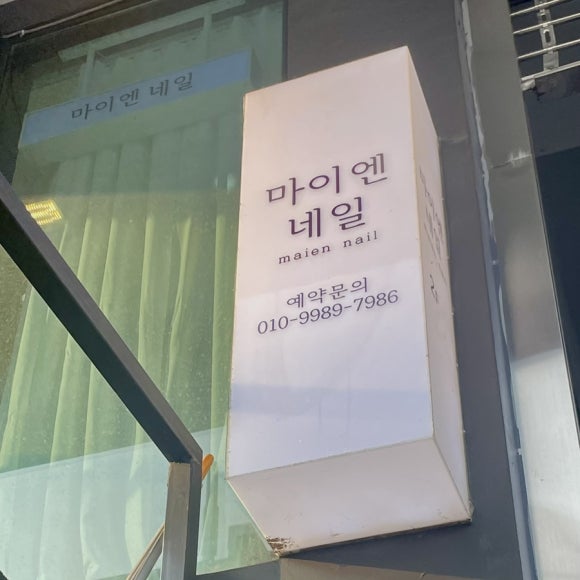 마이엔 네일
마이엔
네일
maien nail
예약문의
010-9989-7986